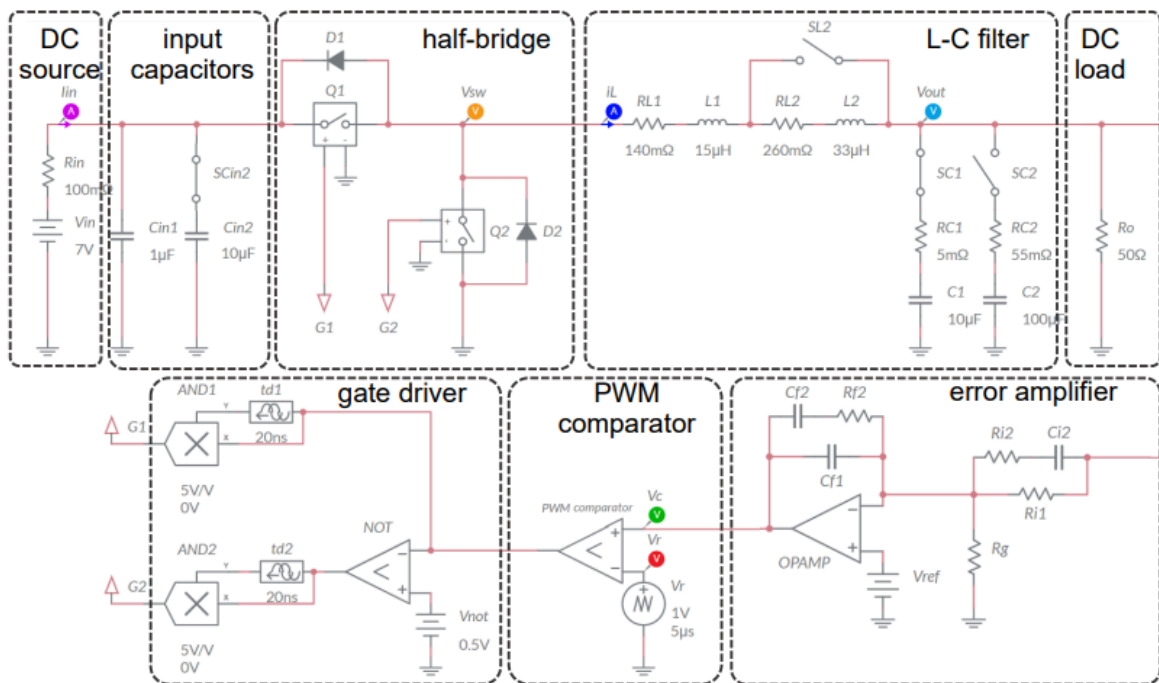 DC source
input capacitors
half-bridge
L-C filter
DC load
Iin
A
Rin
100mΩ
Vin
7V
Cin1
1µF
SCin2
Cin2
10µF
D1
Q1
+
-
G1
Vsw
V
+
-
Q2
D2
G2
iL
A
RL1
140mΩ
L1
15µH
SL2
RL2
260mΩ
L2
33µH
Vout
V
SC1
SC2
RC1
5mΩ
RC2
55mΩ
C1
10µF
C2
100µF
Ro
50Ω
gate driver
PWM comparator
error amplifier
AND1
td1
G1
Y
X
20ns
5V/V
0V
AND2
td2
G2
Y
X
20ns
5V/V
0V
NOT
<
-
+
Vnot
0.5V
PWM comparator
<
+
-
Vc
V
Vr
V
Vr
1V
5µs
Cf2
Rf2
Cf1
OPAMP
-
+
Vref
Ri2
Ci2
Ri1
Rg